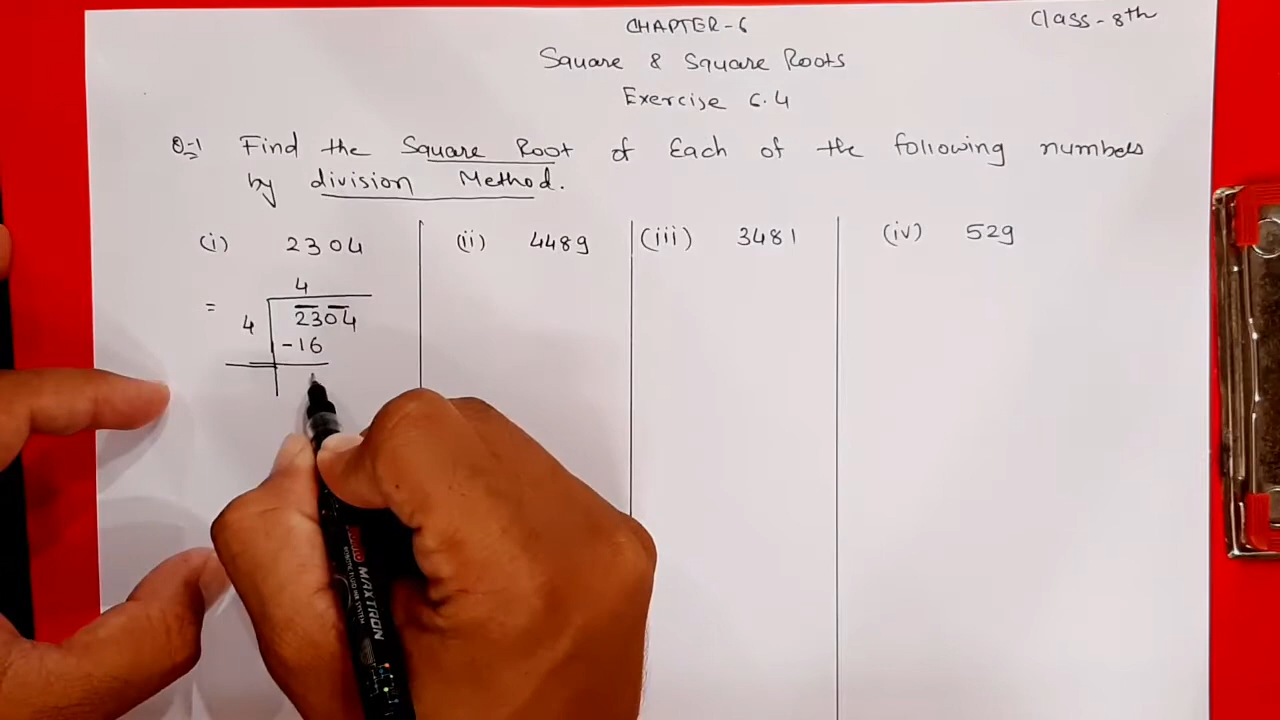 CHAPTER-6
Class-8th
Square & Square Roots
Exercise 6.4
Q-1 Find the Square Root of Each of the following numbers
by division Method.
(i) 2304
(ii) 4489
(iii) 3481
(iv) 529
4
= 4 2304
-16
MAXTRON